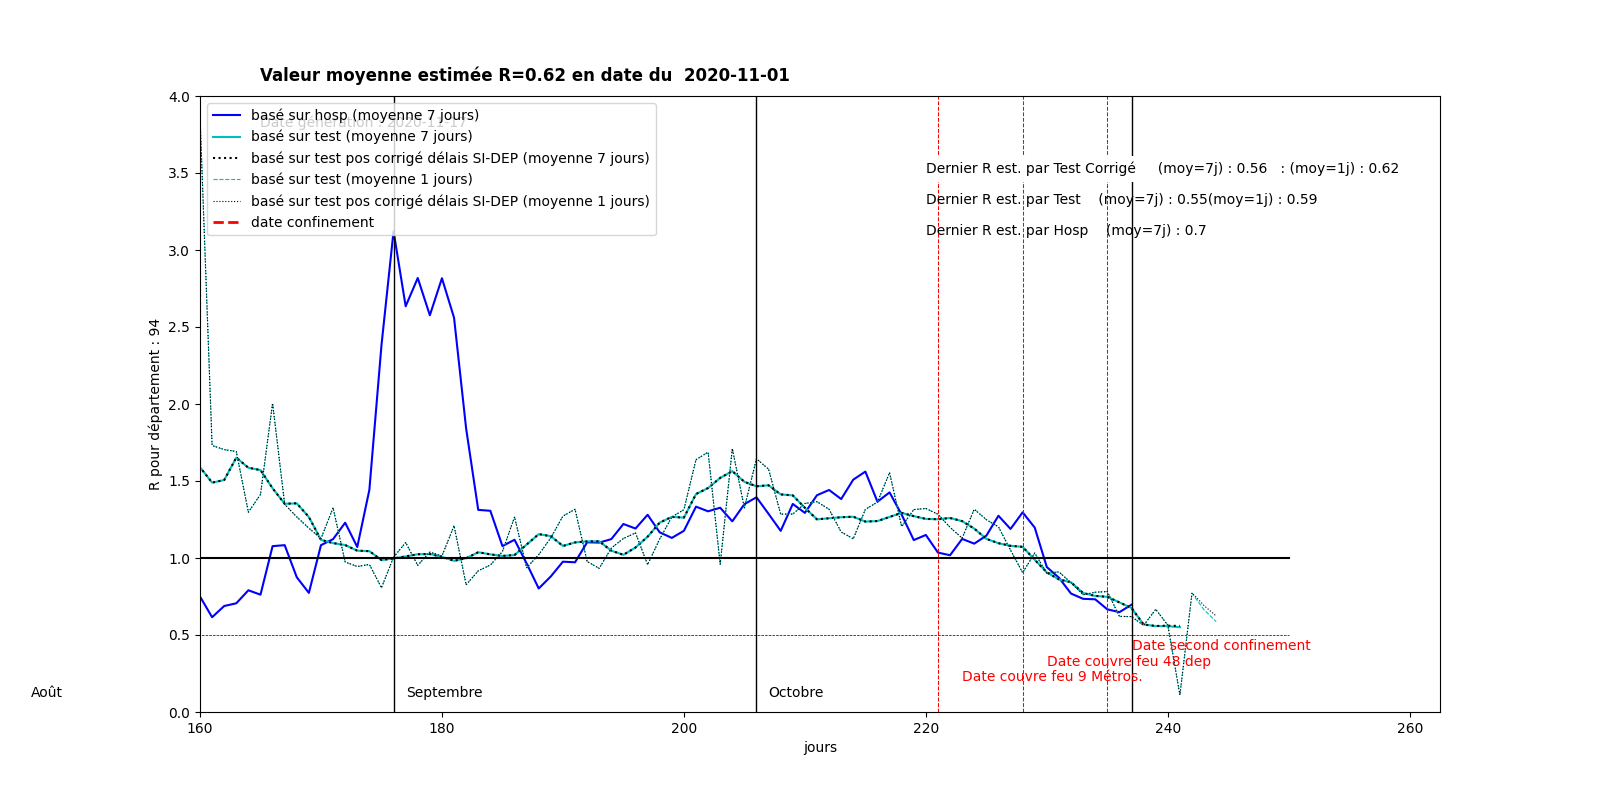 Valeur moyenne estimée R=0.62 en date du  2020-11-01
Date génération : 2020-11-17
basé sur hosp (moyenne 7 jours)
basé sur test (moyenne 7 jours)
basé sur test pos corrigé délais SI-DEP (moyenne 7 jours)
basé sur test (moyenne 1 jours)
basé sur test pos corrigé délais SI-DEP (moyenne 1 jours)
date confinement
Dernier R est. par Test Corrigé (moy=7j) : 0.56 : (moy=1j) : 0.62
Dernier R est. par Test (moy=7j) : 0.55(moy=1j) : 0.59
Dernier R est. par Hosp (moy=7j) : 0.7
R pour département : 94
4.0
3.5
3.0
2.5
2.0
1.5
1.0
0.5
0.0
Date second confinement
Date couvre feu 48 dep
Date couvre feu 9 Métros.
Août
Septembre
Octobre
160
180
200
220
240
260
jours